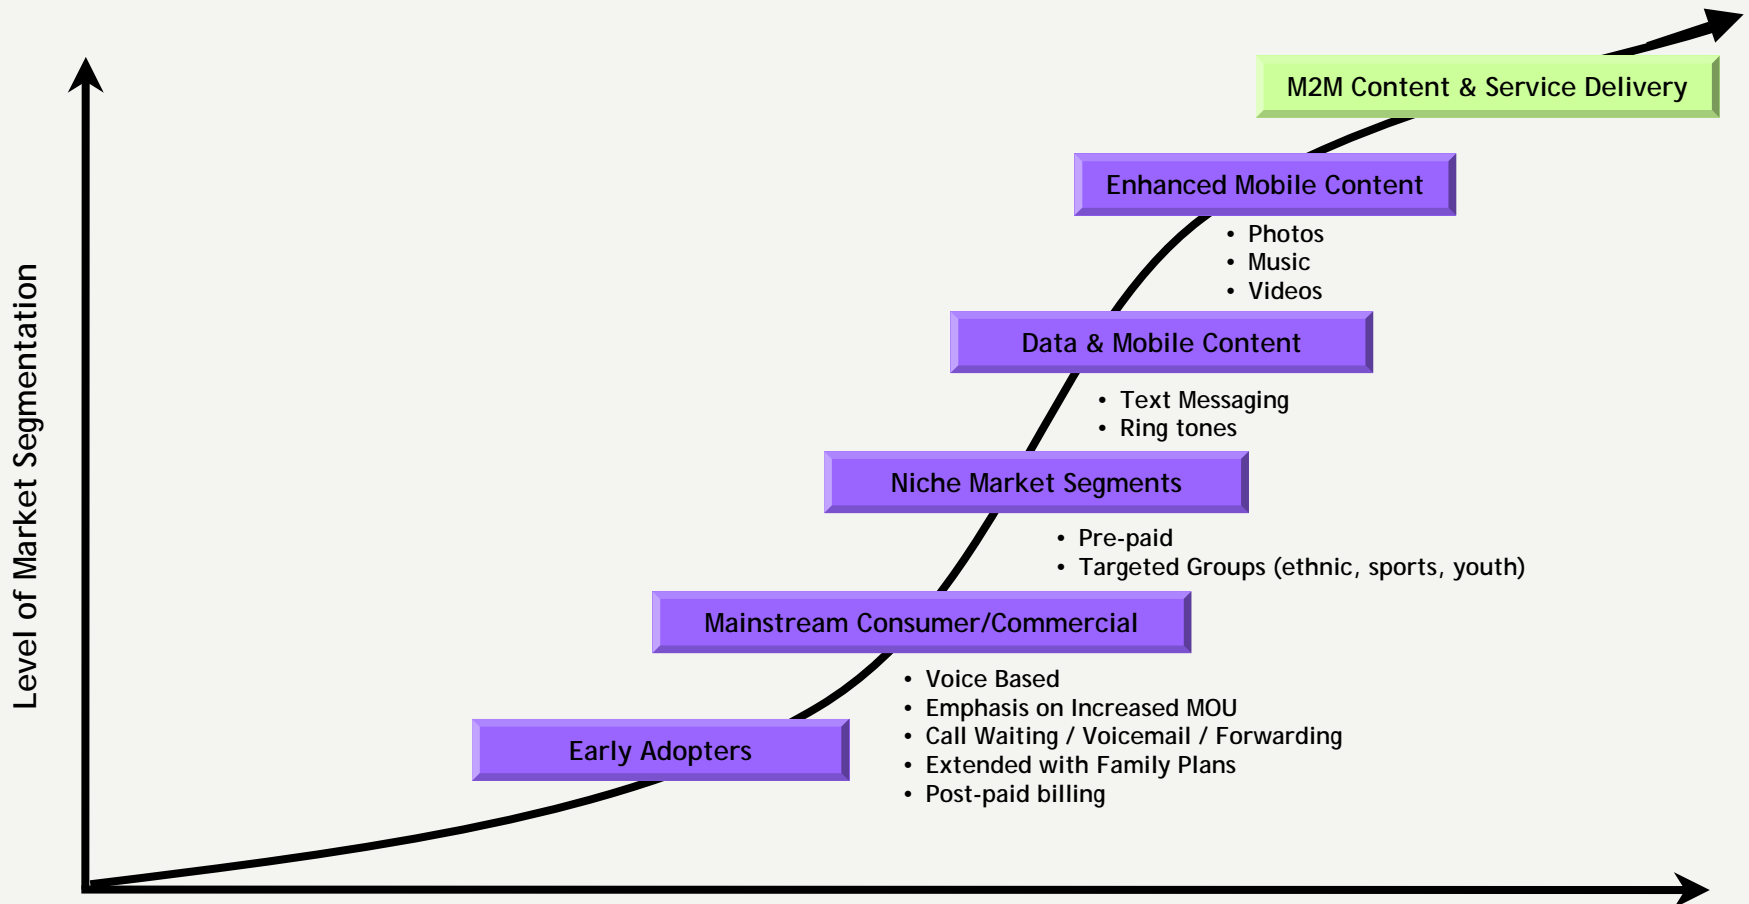 M2M Content & Service Delivery
Enhanced Mobile Content
• Photos
• Music
• Videos
Data & Mobile Content
• Text Messaging
• Ring tones
Niche Market Segments
• Pre-paid
• Targeted Groups (ethnic, sports, youth)
Mainstream Consumer/Commercial
• Voice Based
• Emphasis on Increased MOU
• Call Waiting / Voicemail / Forwarding
• Extended with Family Plans
• Post-paid billing
Early Adopters
Level of Market Segmentation